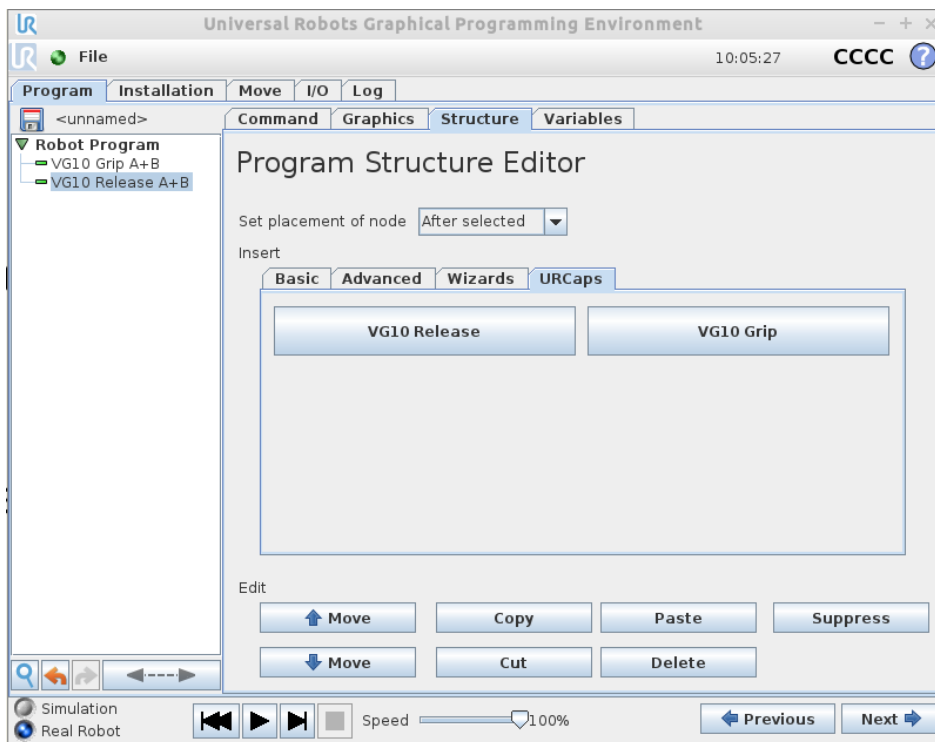 UR Universal Robots Graphical Programming Environment
UR File 10:05:27 CCCC ?
Program Installation Move I/O Log
<unnamed> Command Graphics Structure Variables
Robot Program
VG10 Grip A+B
VG10 Release A+B
Program Structure Editor
Set placement of node After selected
Insert
Basic Advanced Wizards URCaps
VG10 Release VG10 Grip
Edit
Move Copy Paste Suppress
Move Cut Delete
Simulation
Real Robot
Speed 100% Previous Next